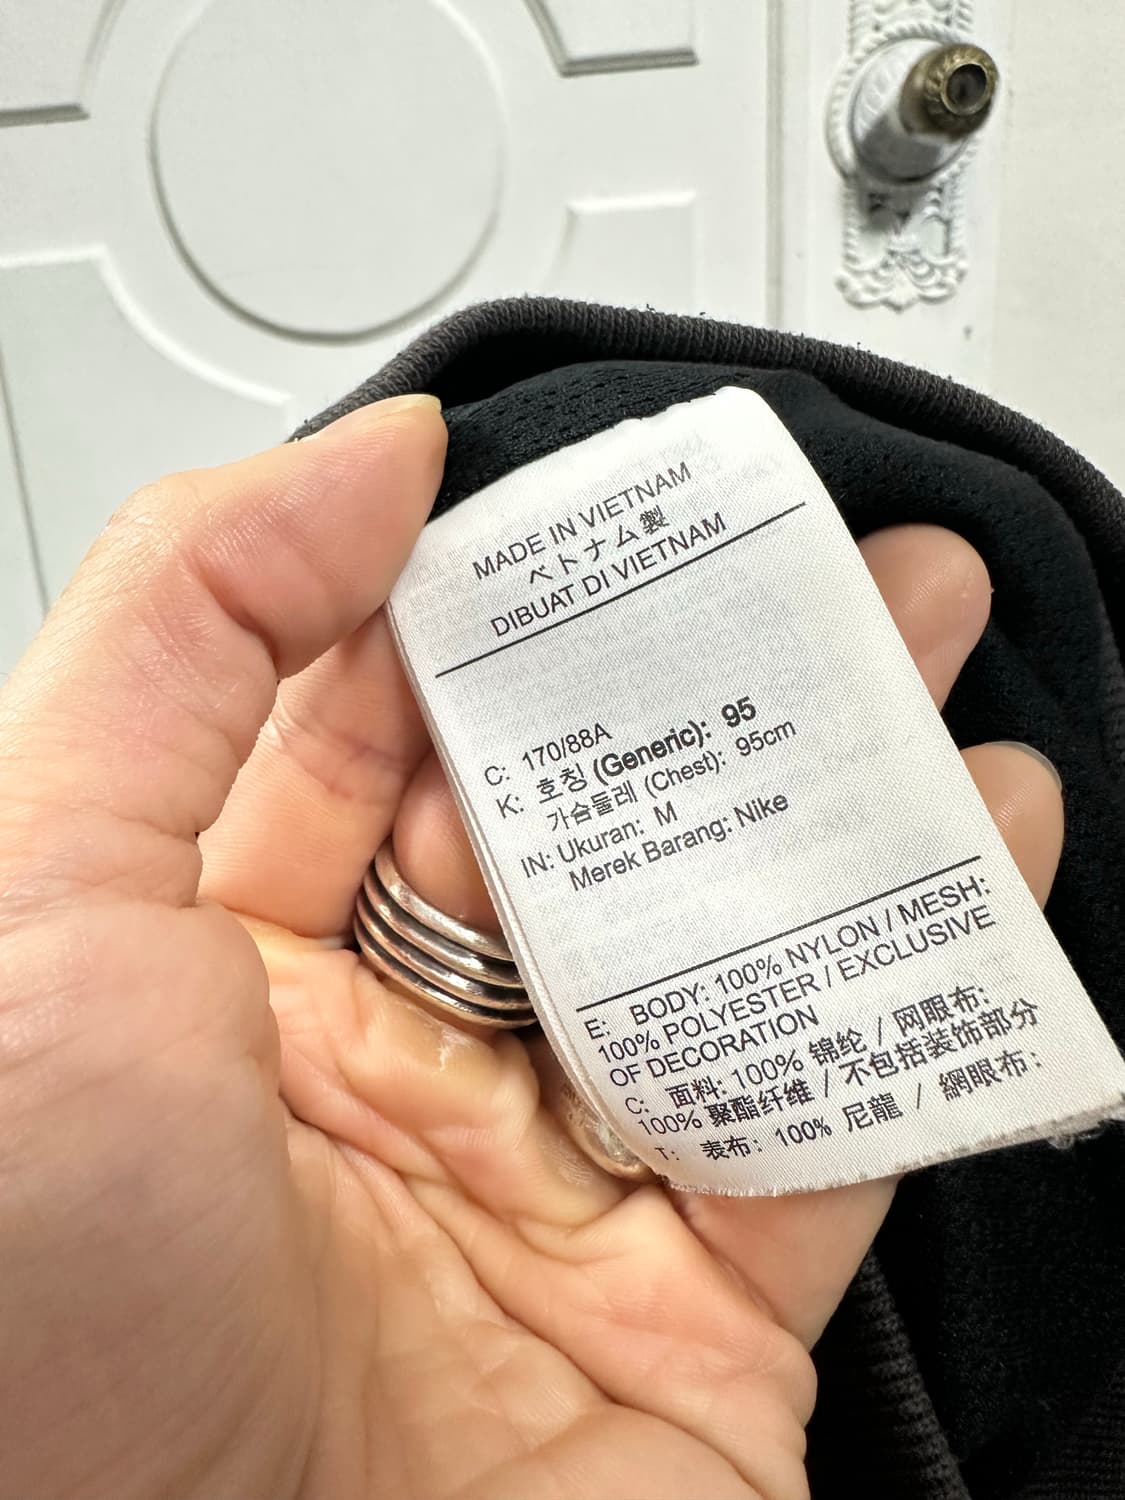 MADE IN VIETNAM
ベトナム製
DIBUAT DI VIETNAM
C: 170/88A
K: 호칭 (Generic): 95
가슴둘레 (Chest): 95cm
IN: Ukuran: M
Merek Barang: Nike
E: BODY: 100% NYLON / MESH:
100% POLYESTER / EXCLUSIVE
OF DECORATION
C: 面料: 100% 锦纶 / 网眼布:
100% 聚酯纤维 / 不包括装饰部分
T: 表布: 100% 尼龍 / 網眼布: